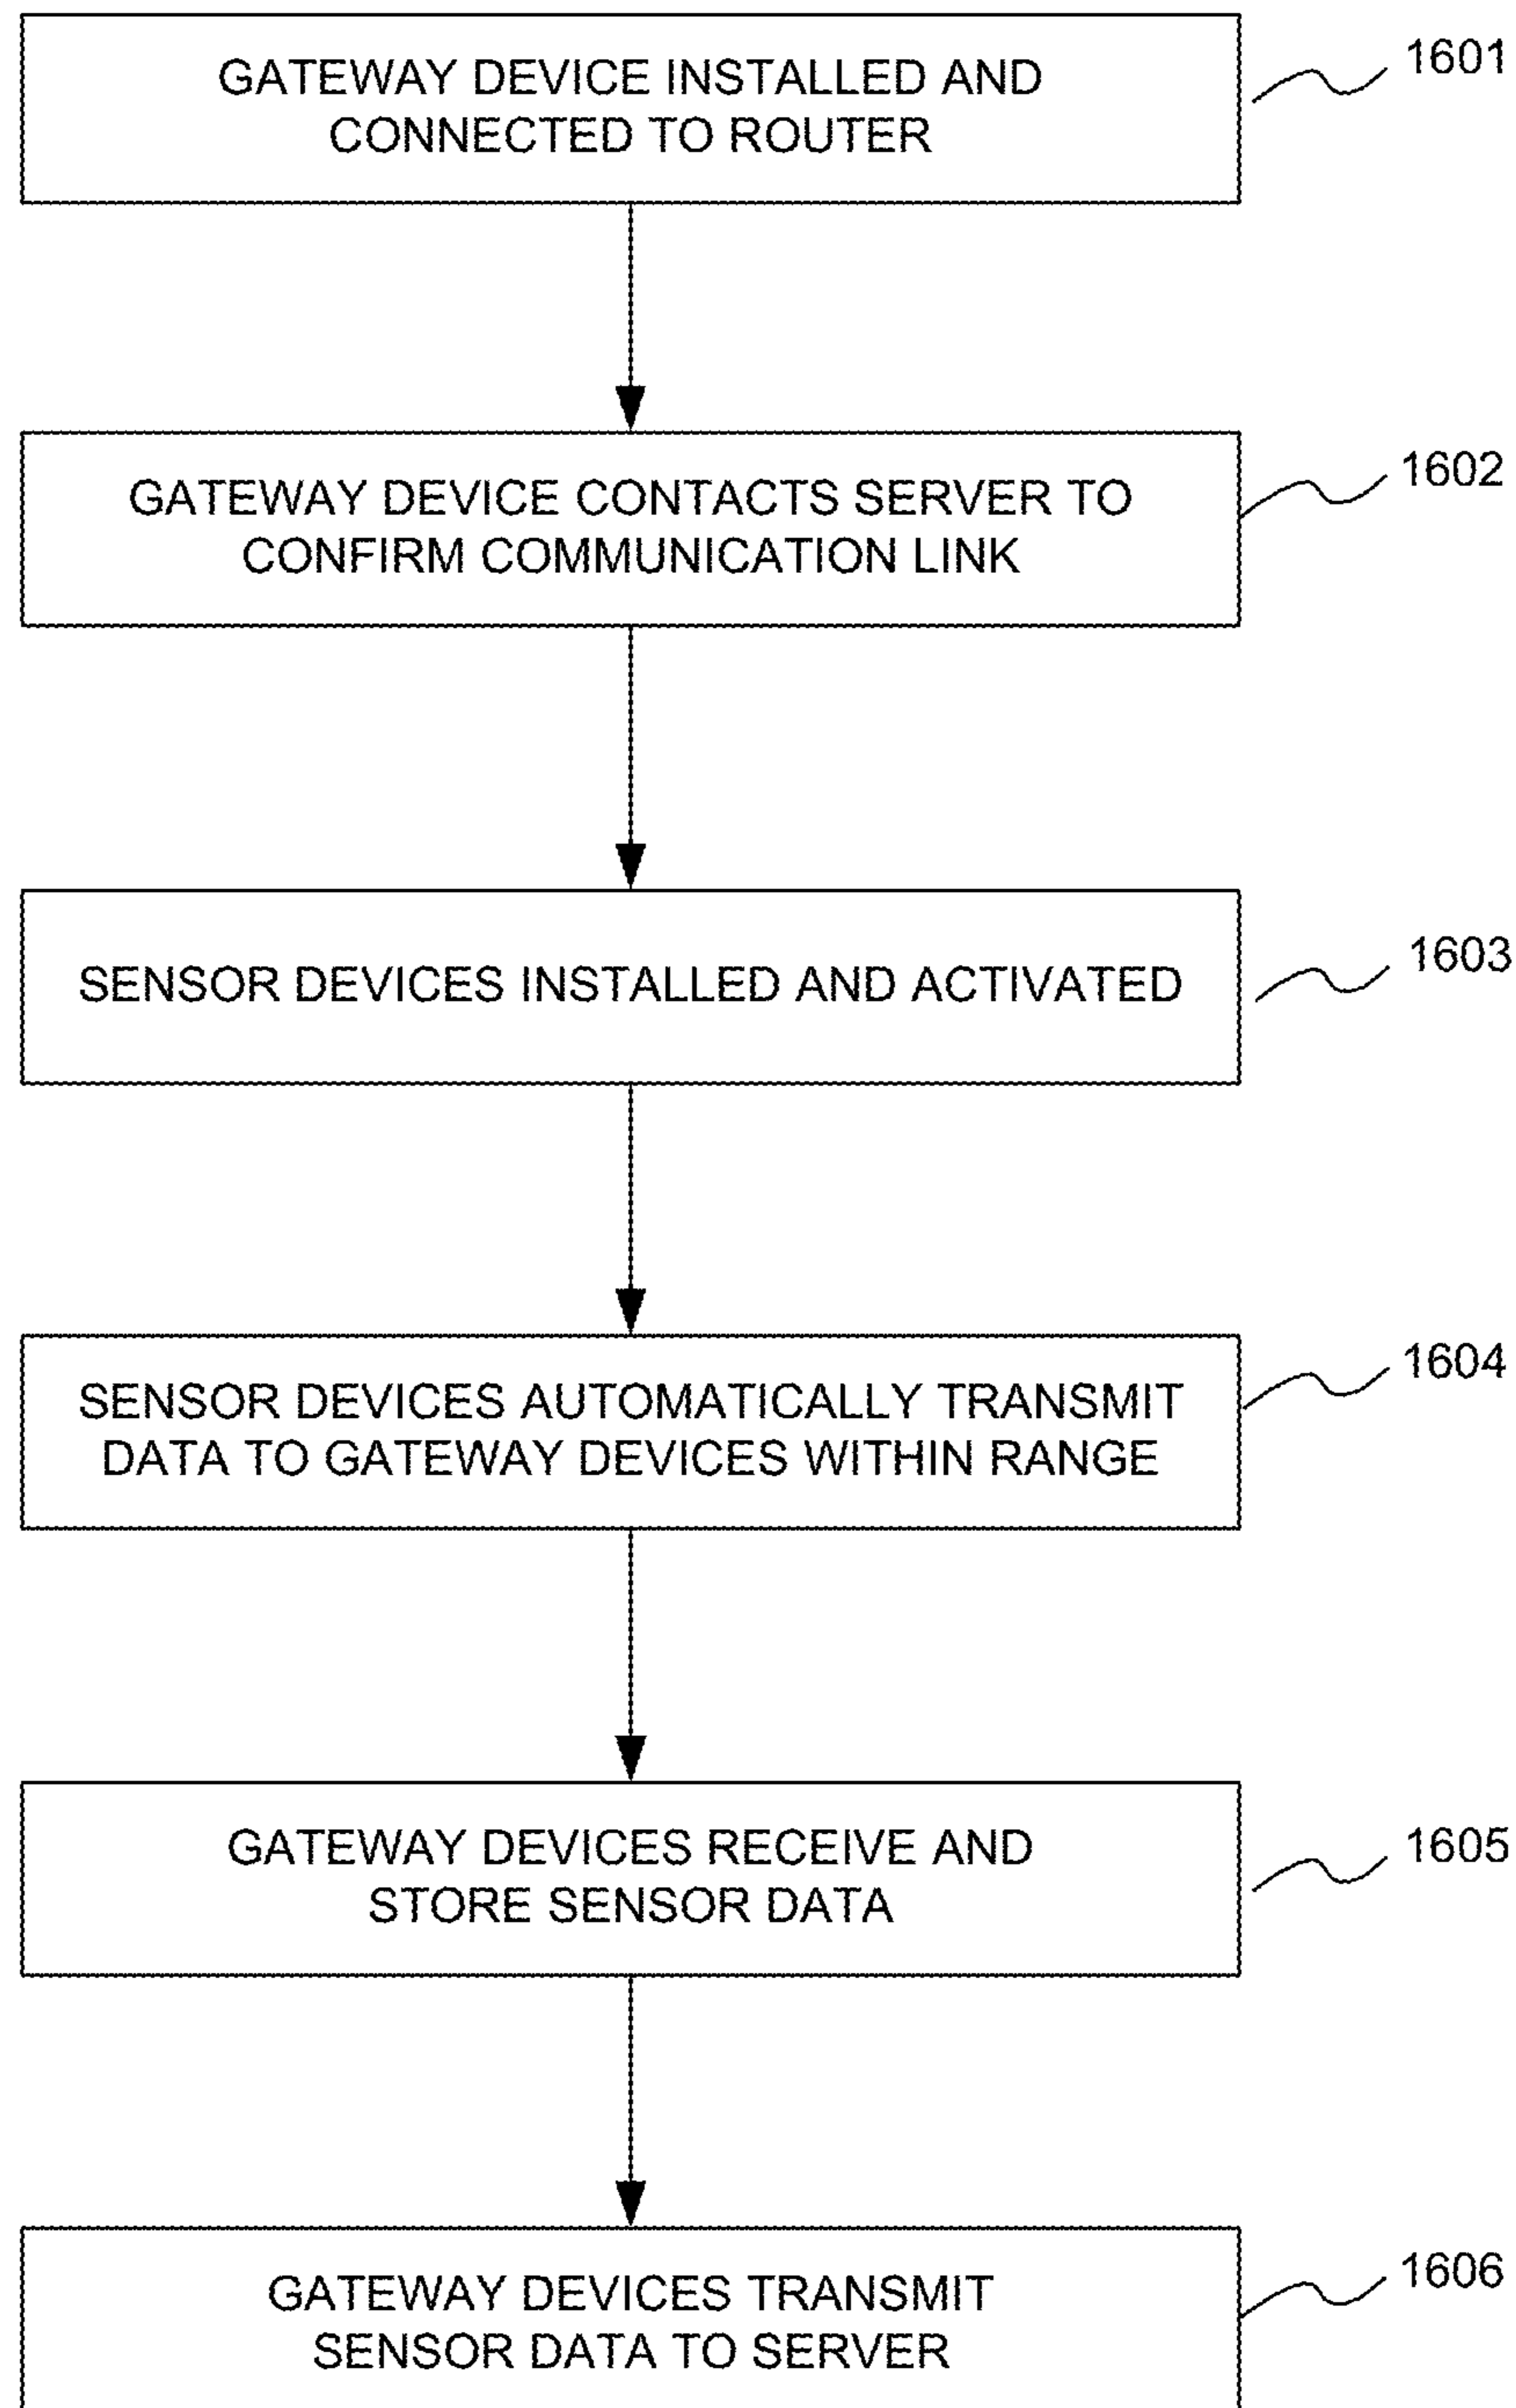 GATEWAY DEVICE INSTALLED AND
CONNECTED TO ROUTER
1601
GATEWAY DEVICE CONTACTS SERVER TO
CONFIRM COMMUNICATION LINK
1602
SENSOR DEVICES INSTALLED AND ACTIVATED
1603
SENSOR DEVICES AUTOMATICALLY TRANSMIT
DATA TO GATEWAY DEVICES WITHIN RANGE
1604
GATEWAY DEVICES RECEIVE AND
STORE SENSOR DATA
1605
GATEWAY DEVICES TRANSMIT
SENSOR DATA TO SERVER
1606